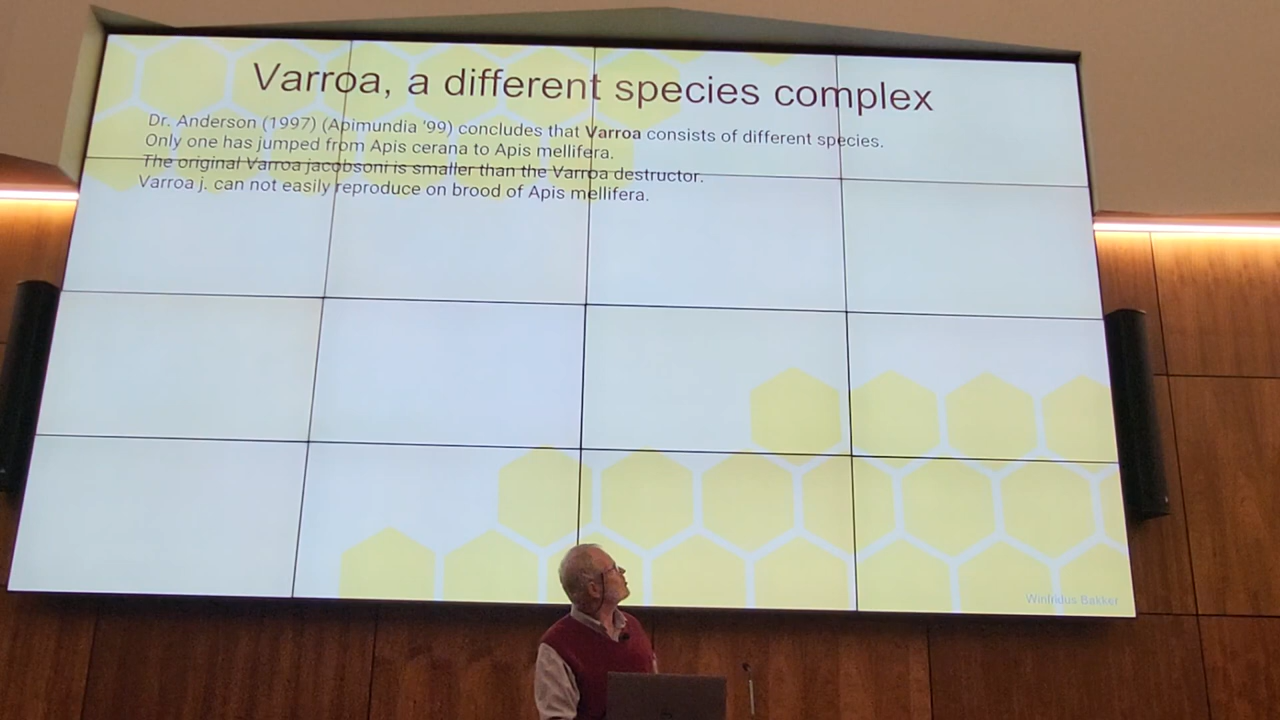 Varroa, a different species complex
Dr. Anderson (1997) (Apimundia '99) concludes that Varroa consists of different species.
Only one has jumped from Apis cerana to Apis mellifera.
The original Varroa jacobsoni is smaller than the Varroa destructor.
Varroa j. can not easily reproduce on brood of Apis mellifera.
Winfridus Bakker